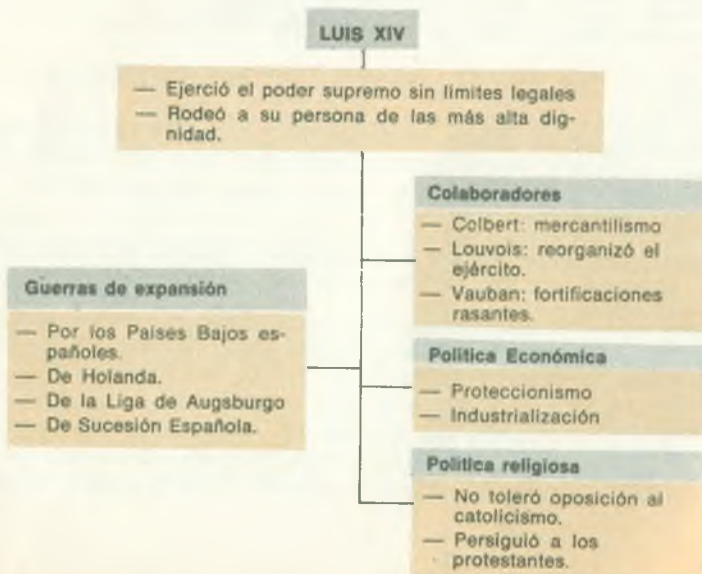 LUIS XIV
— Ejerció el poder supremo sin límites legales
— Rodeó a su persona de las más alta dig-
nidad.
Colaboradores
— Colbert: mercantilismo
— Louvois: reorganizó el
ejército.
— Vauban: fortificaciones
rasantes.
Guerras de expansión
— Por los Países Bajos es-
pañoles.
— De Holanda.
— De la Liga de Augsburgo
— De Sucesión Española.
Política Económica
— Proteccionismo
— Industrialización
Política religiosa
— No toleró oposición al
catolicismo.
— Persiguió a los
protestantes.